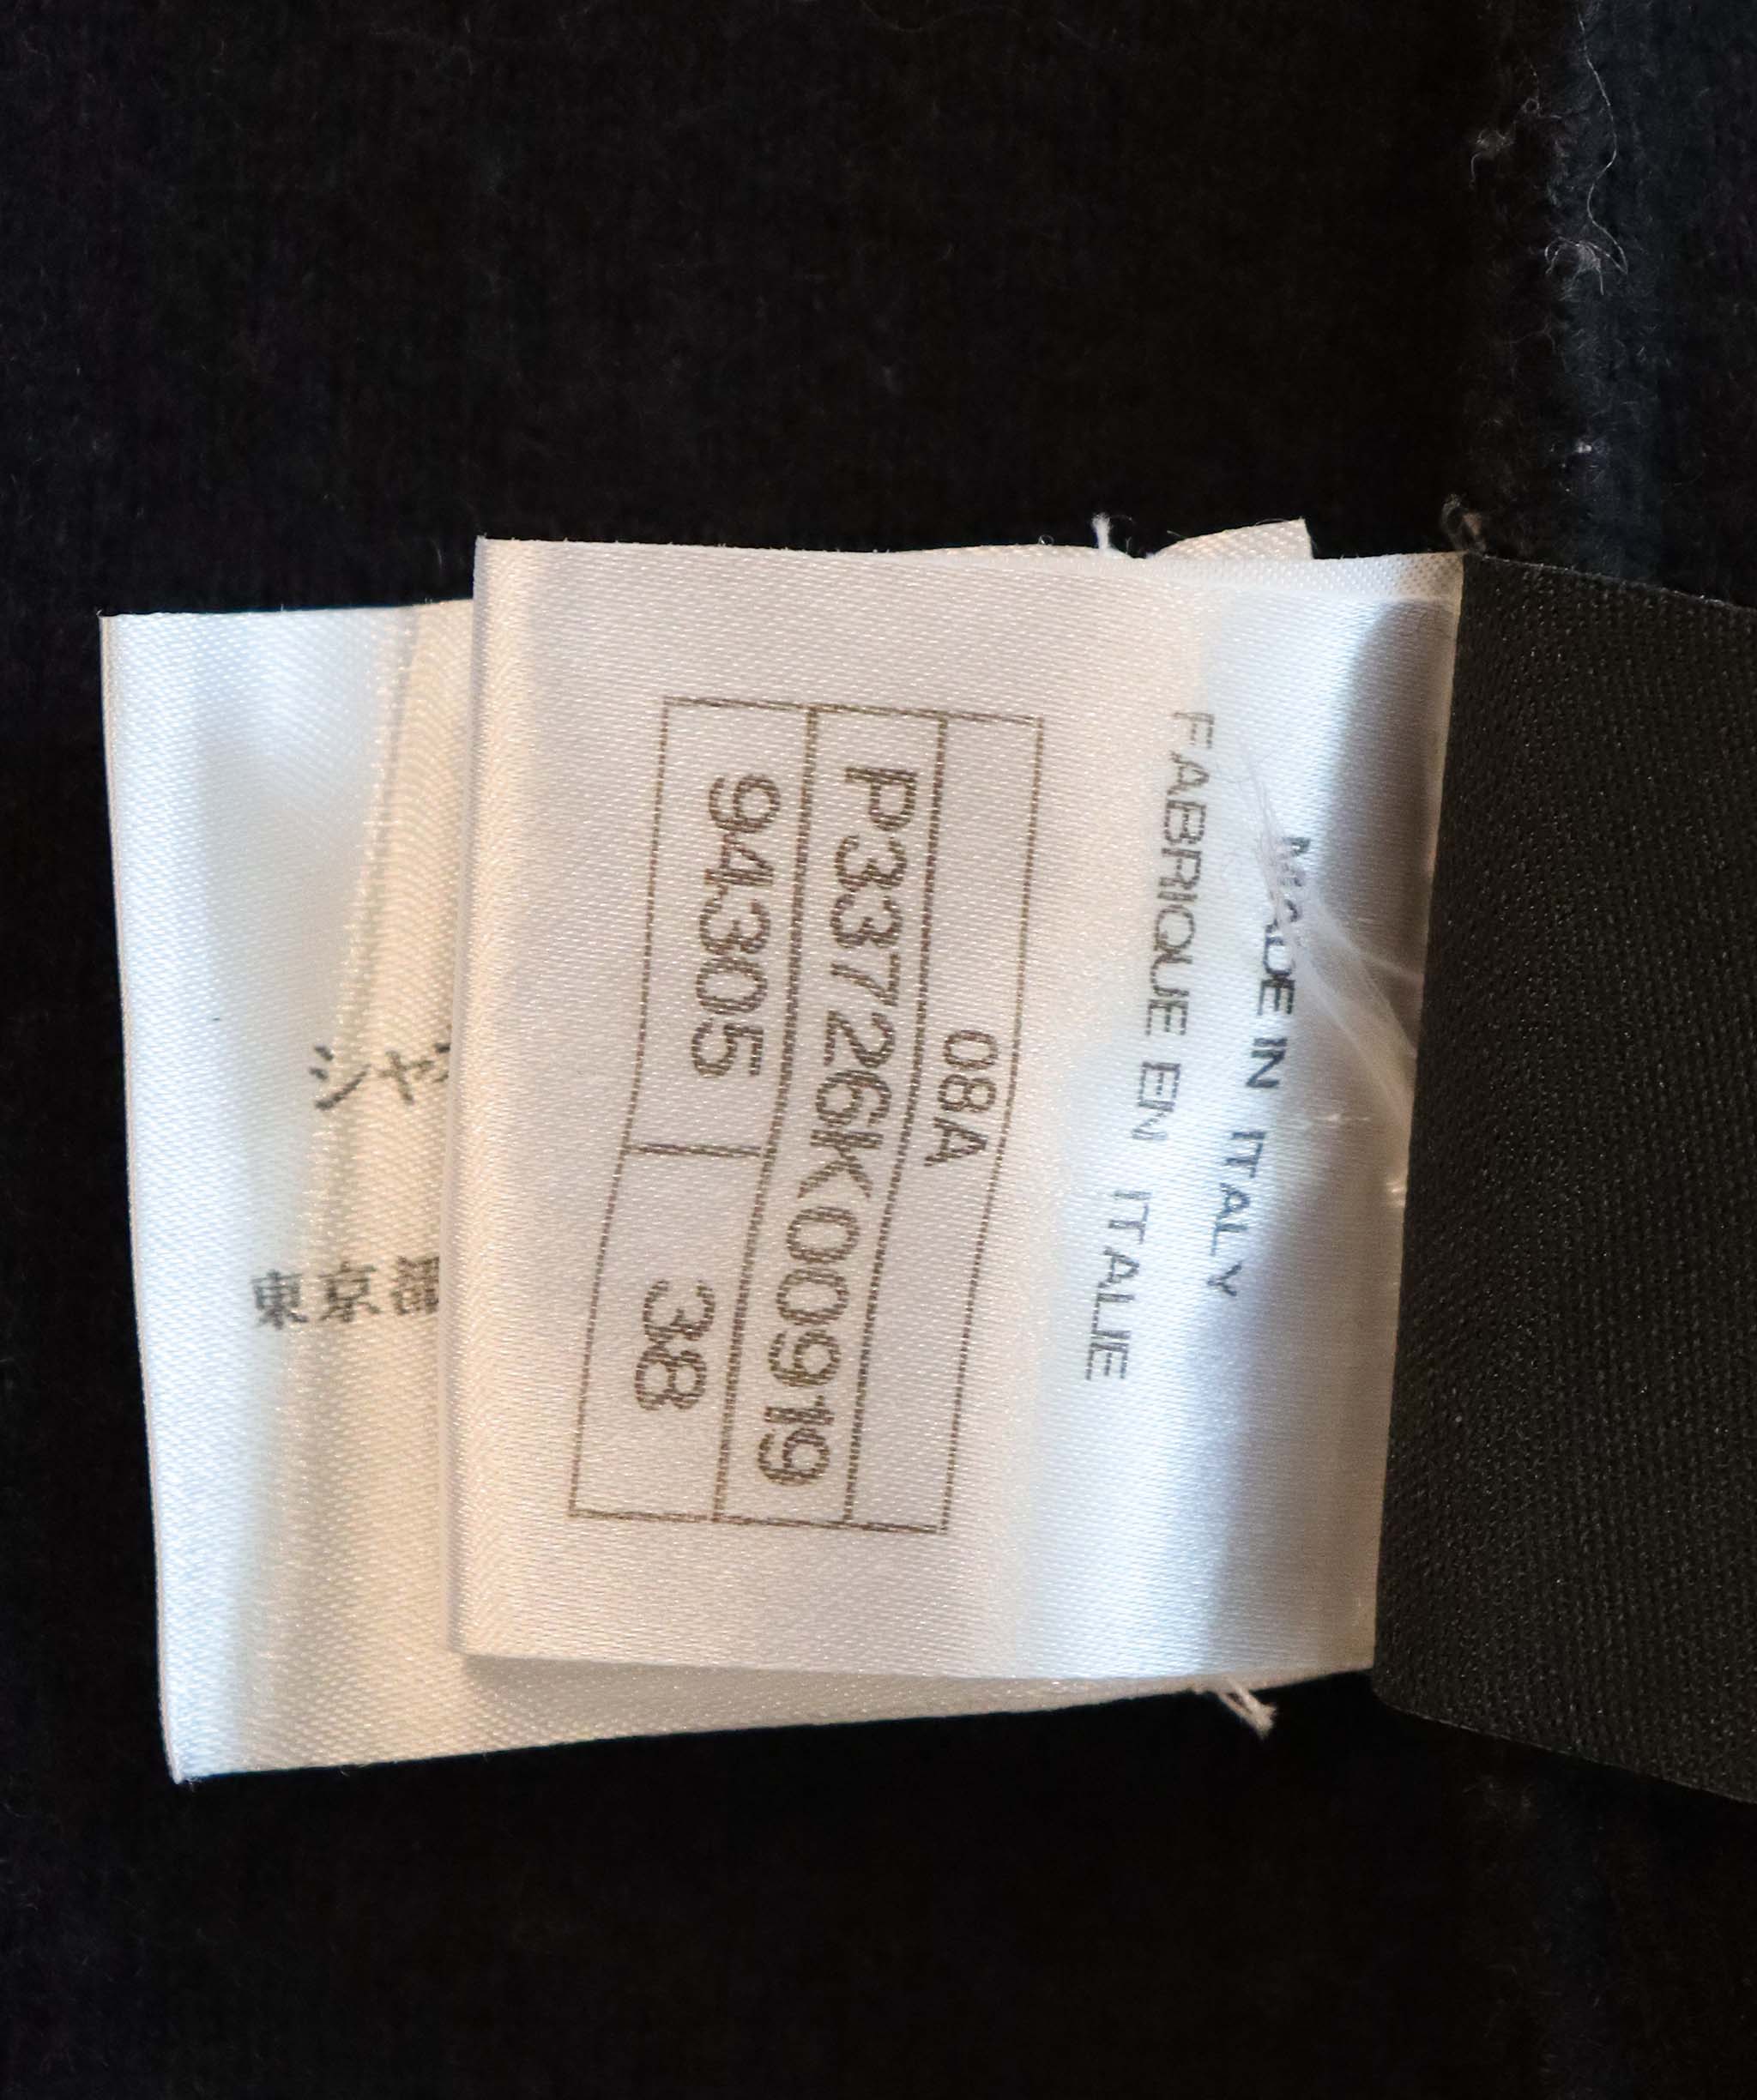 MADE IN ITALY
FABRIQUE EN ITALIE
08A
P33726K00919
94305 38
シャ
東京都